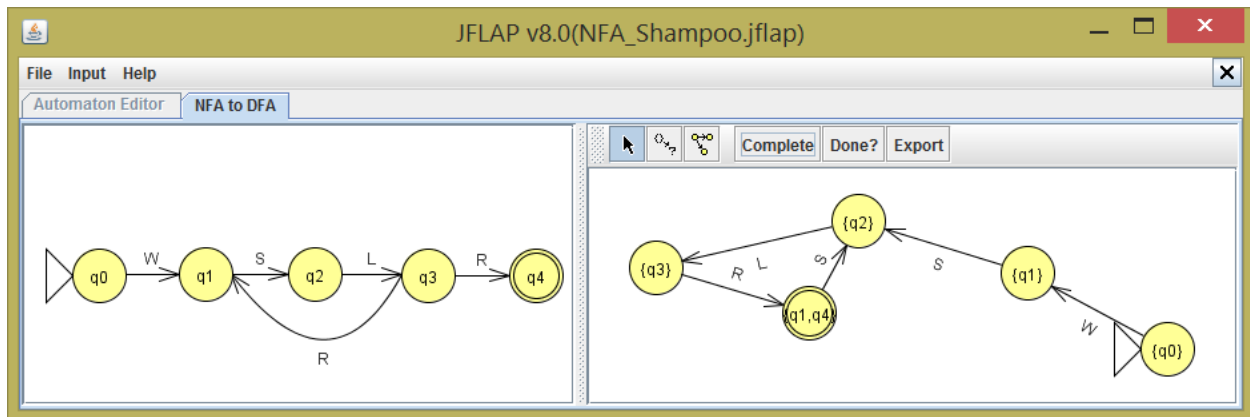 JFLAP v8.0(NFA_Shampoo.jflap)
File Input Help
Automaton Editor NFA to DFA
Complete Done? Export
q0 W q1 S q2 L q3 R q4
R
{q2}
{q3} R L S S {q1}
{q1,q4} W
{q0}